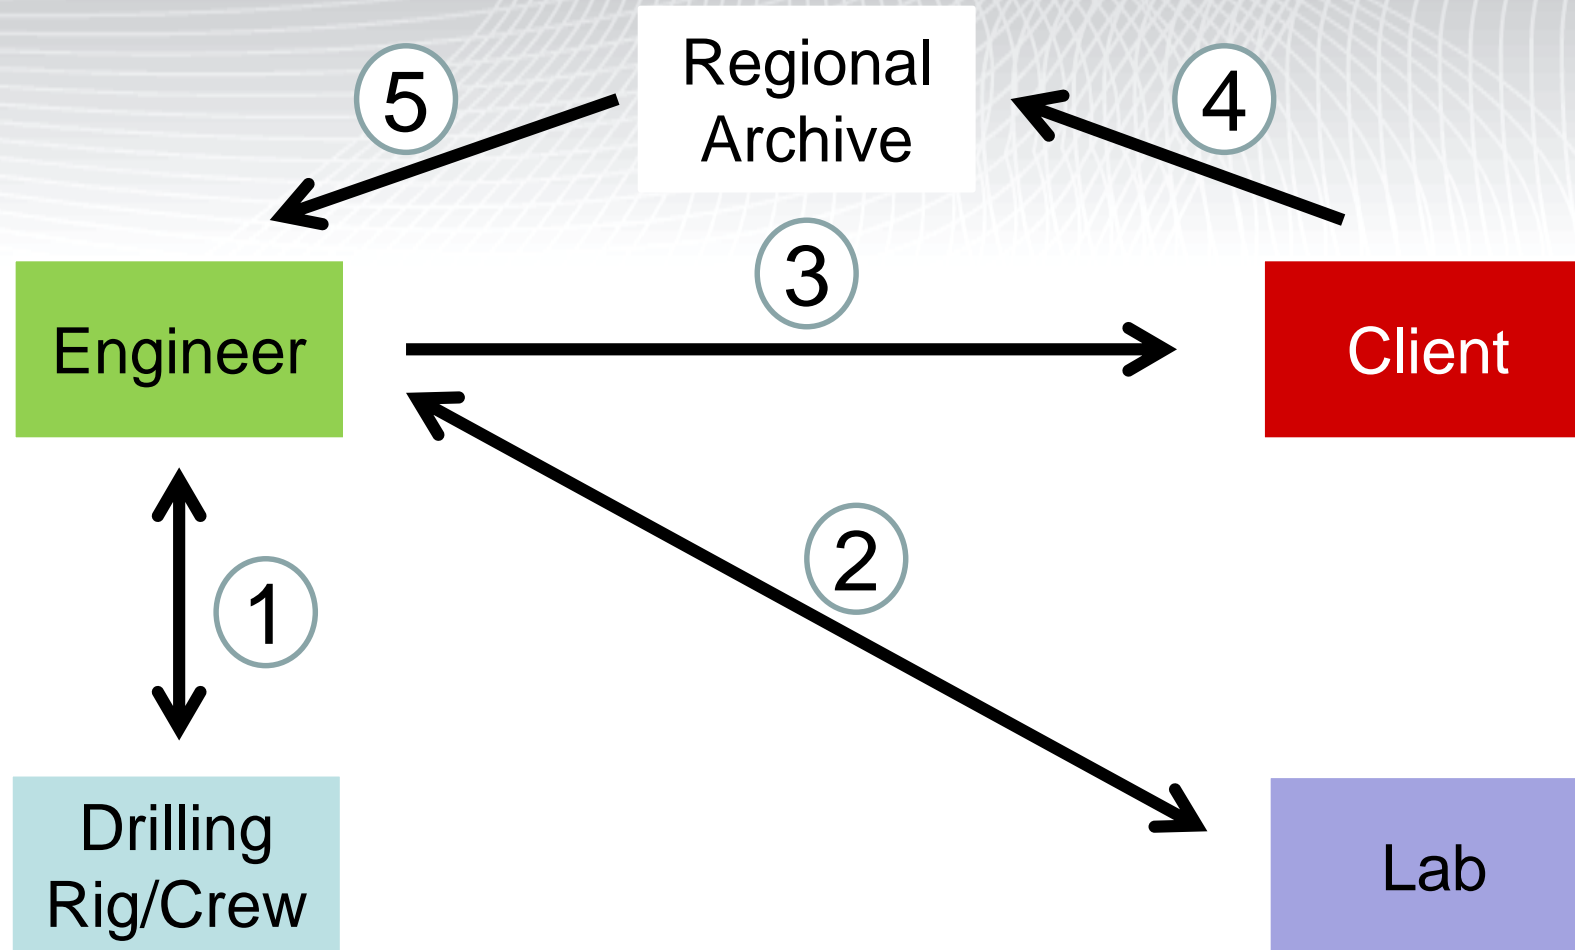 Regional
Archive
5
4
3
Engineer
Client
2
1
Drilling
Rig/Crew
Lab